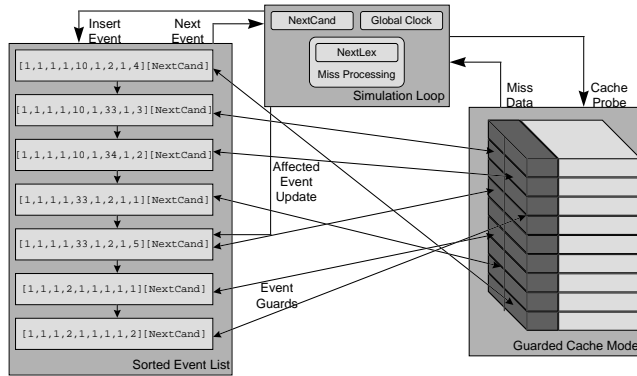 Insert
Event
Next
Event
NextCand
Global Clock
NextLex
Miss Processing
Simulation Loop
Miss
Data
Cache
Probe
[1,1,1,1,10,1,2,1,4][NextCand]
[1,1,1,1,10,1,33,1,3][NextCand]
[1,1,1,1,10,1,34,1,2][NextCand]
[1,1,1,1,33,1,2,1,1][NextCand]
[1,1,1,1,33,1,2,1,5][NextCand]
[1,1,1,2,1,1,1,1,1][NextCand]
[1,1,1,2,1,1,1,1,2][NextCand]
Affected
Event
Update
Event
Guards
Sorted Event List
Guarded Cache Mode